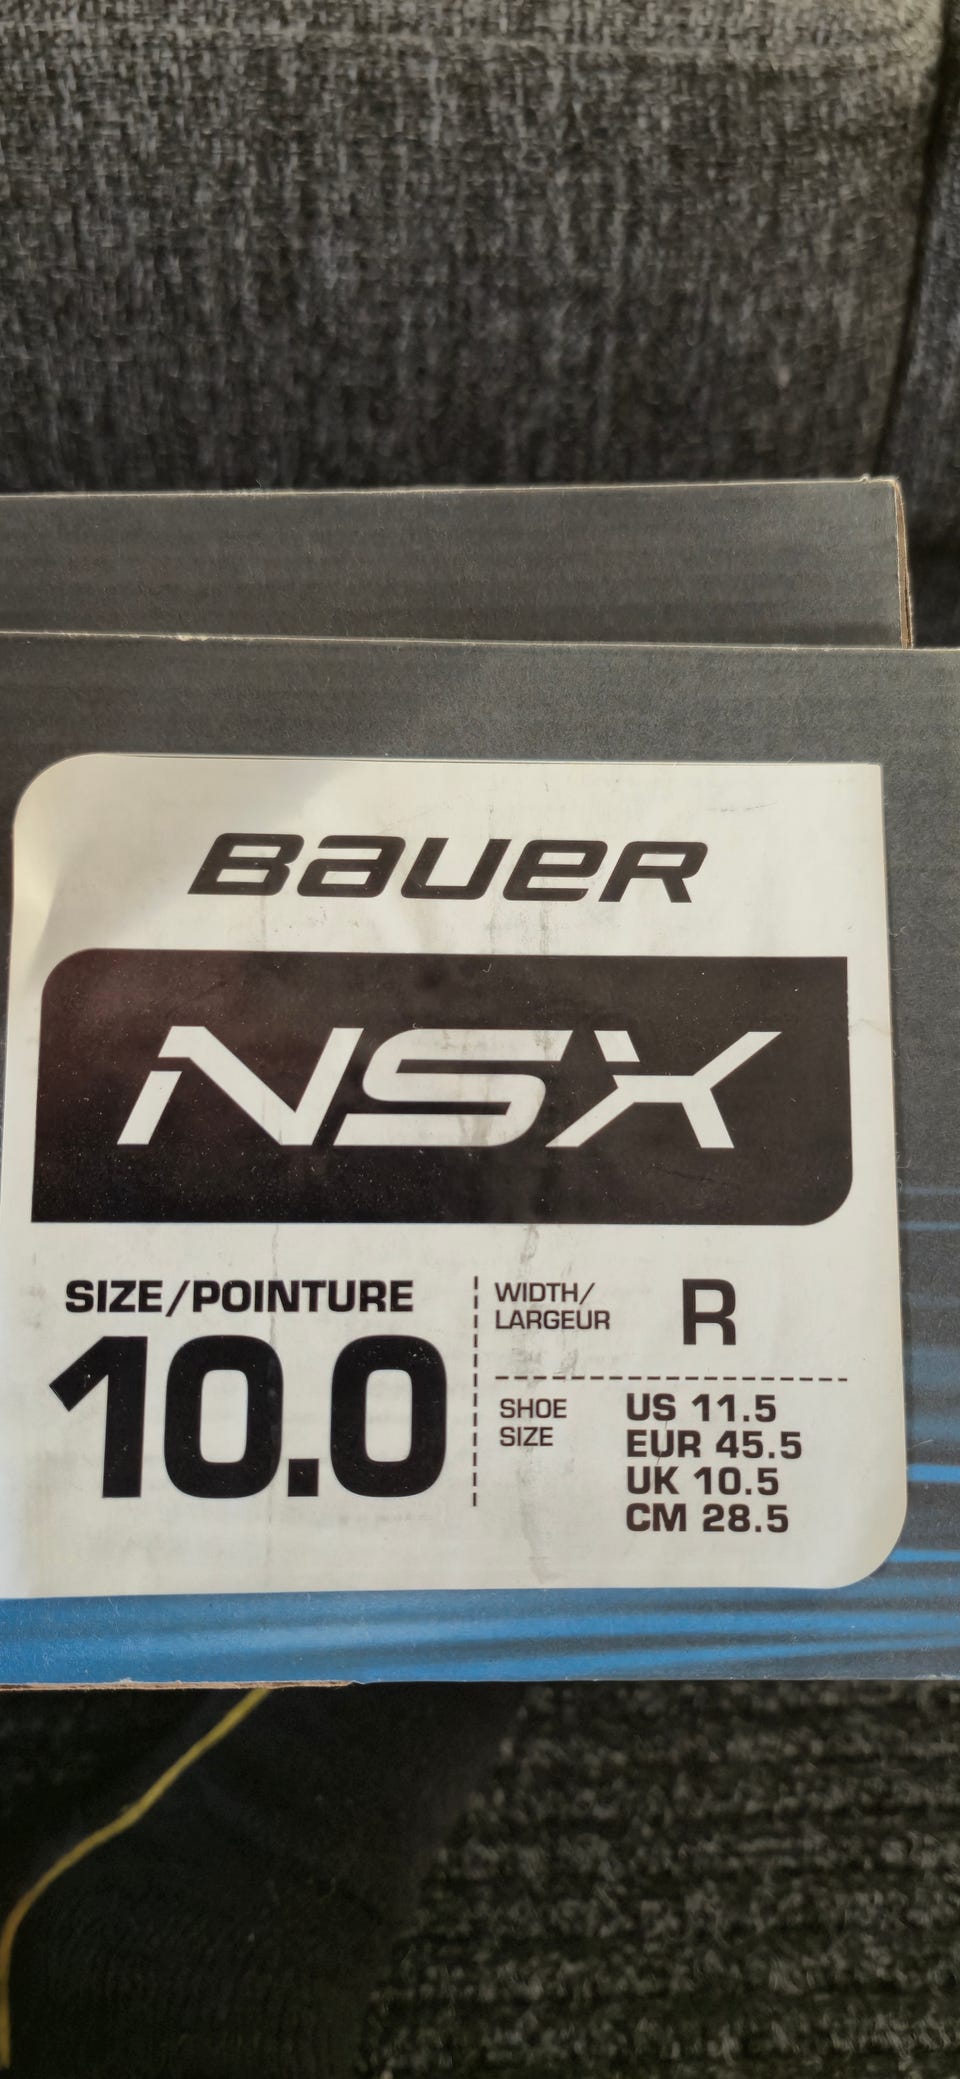 BAUER
NSX
SIZE/POINTURE
10.0
WIDTH/
LARGEUR
R
SHOE
SIZE
US 11.5
EUR 45.5
UK 10.5
CM 28.5